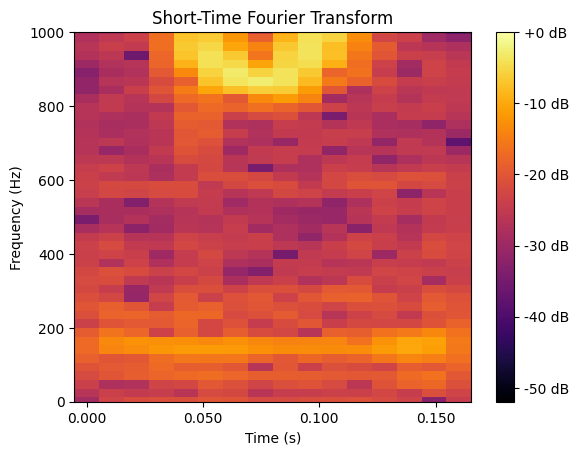 Short-Time Fourier Transform
1000
800
600
400
200
0
Frequency (Hz)
0.000
0.050
0.100
0.150
Time (s)
+0 dB
-10 dB
-20 dB
-30 dB
-40 dB
-50 dB